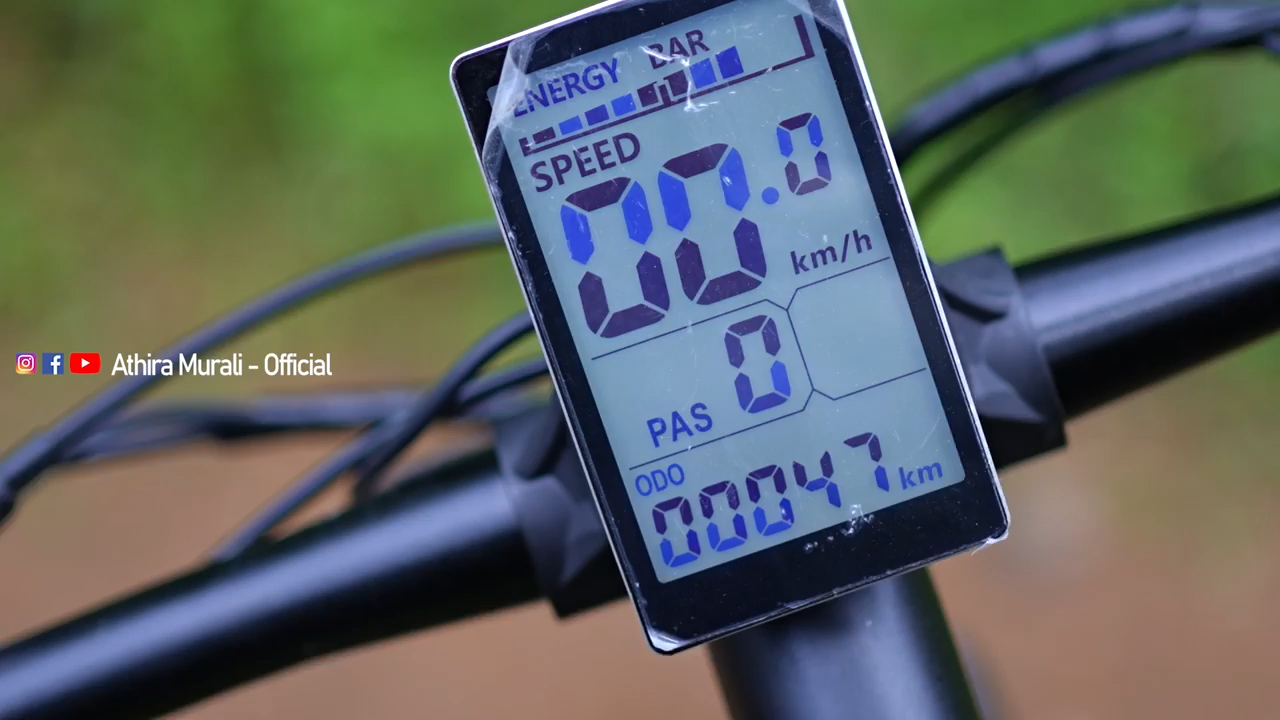 ENERGY BAR
SPEED
00.0
km/h
PAS 0
ODO
00047 km
Athira Murali - Official